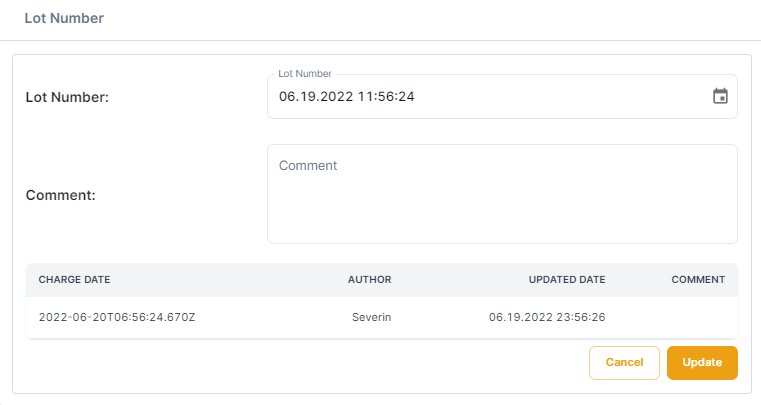 Lot Number
Lot Number
Lot Number:
06.19.2022 11:56:24
Comment
Comment:
CHARGE DATE AUTHOR UPDATED DATE COMMENT
2022-06-20T06:56:24.670Z Severin 06.19.2022 23:56:26
Cancel Update